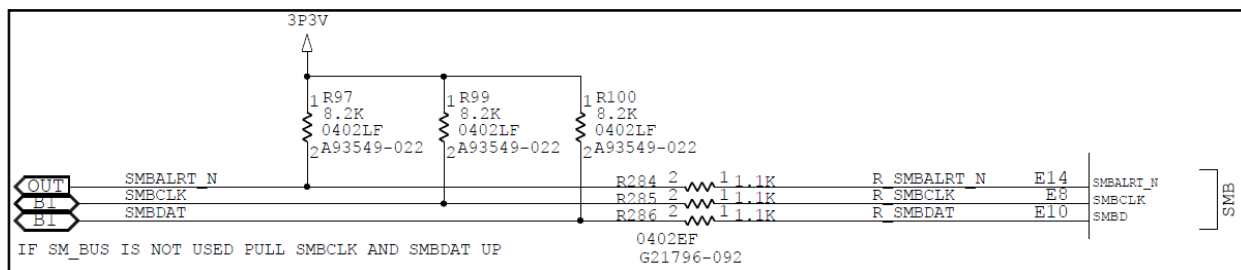 3P3V
1 R97
8.2K
0402LF
2 A93549-022
1 R99
8.2K
0402LF
2 A93549-022
1 R100
8.2K
0402LF
2 A93549-022
OUT SMBALRT_N R284 2 1 1.1K R_SMBALRT_N E14 SMBALRT_N
BI SMBCLK R285 2 1 1.1K R_SMBCLK E8 SMBCLK
BI SMBDAT R286 2 1 1.1K R_SMBDAT E10 SMBD
SMB
0402EF
G21796-092
IF SM_BUS IS NOT USED PULL SMBCLK AND SMBDAT UP